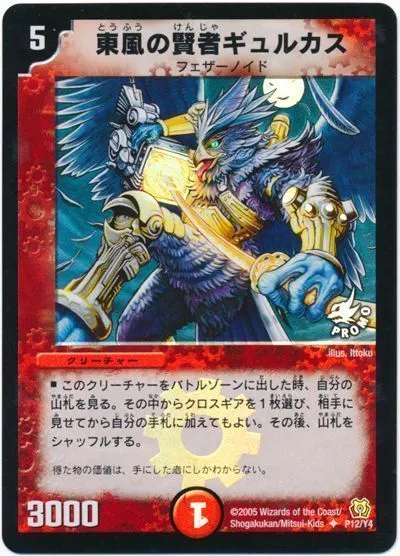 5
とうふう けんじゃ
東風の賢者ギュルカス
フェザーノイド
PROMO
Illus. Ittoku
クリーチャー
■ このクリーチャーをバトルゾーンに出した時、自分の
山札を見る。その中からクロスギアを1枚選び、相手に
見せてから自分の手札に加えてもよい。その後、山札を
シャッフルする。
得た物の価値は、手にした者にしかわからない。
3000
1
©2005 Wizards of the Coast/
Shogakukan/Mitsui-Kids
P12/Y4